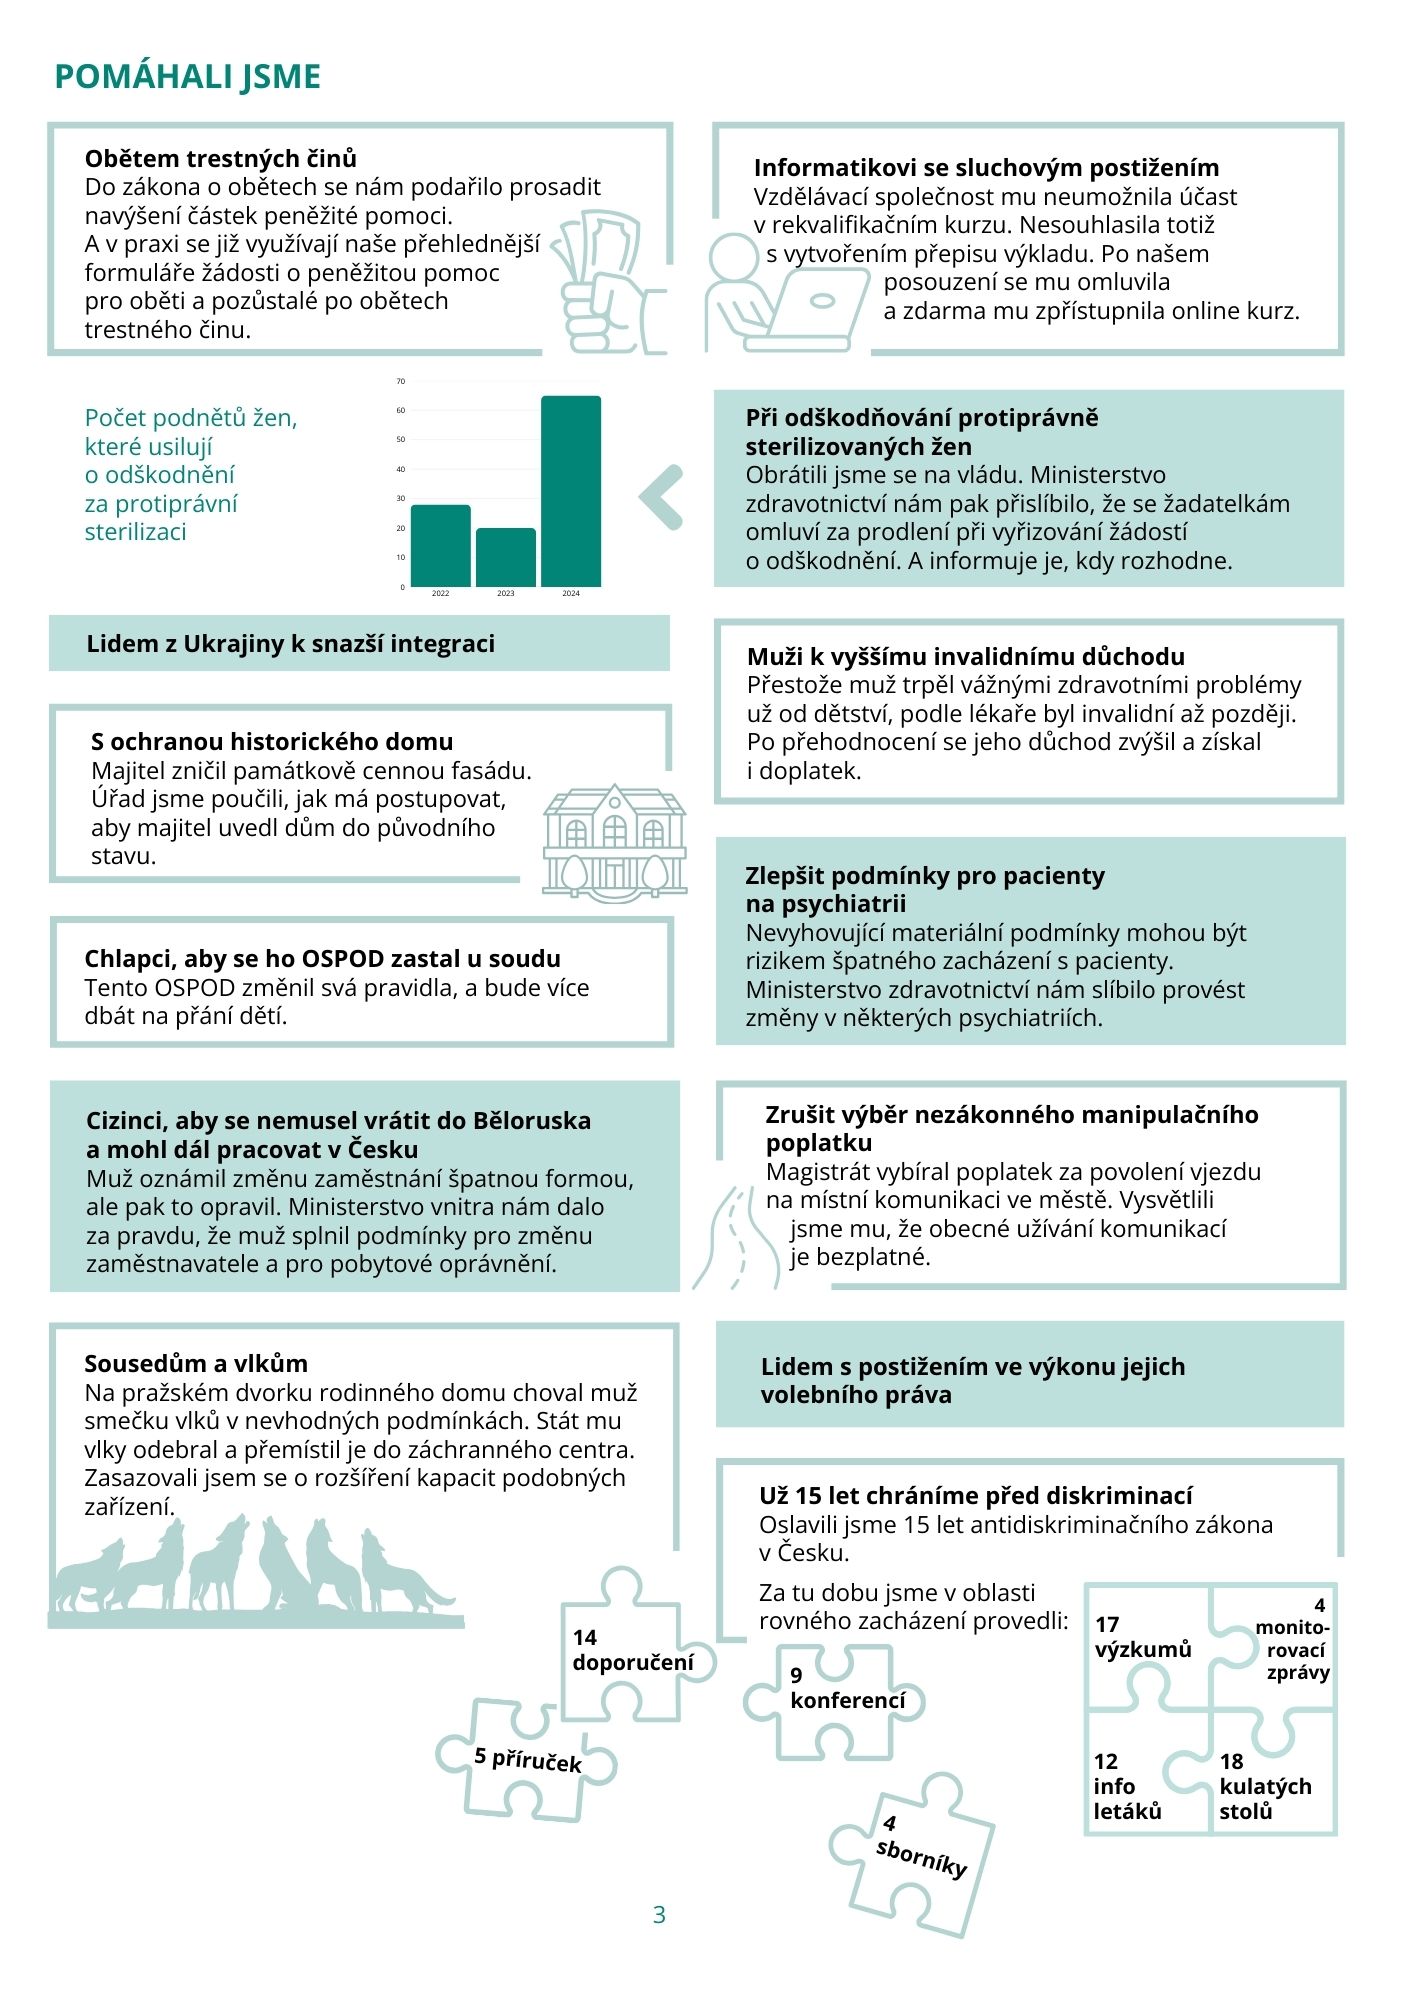 POMÁHALI JSME
Obětem trestných činů
Do zákona o obětech se nám podařilo prosadit
navýšení částek peněžité pomoci.
A v praxi se již využívají naše přehlednější
formuláře žádosti o peněžitou pomoc
pro oběti a pozůstalé po obětech
trestného činu.
Informatikovi se sluchovým postižením
Vzdělávací společnost mu neumožnila účast
v rekvalifikačním kurzu. Nesouhlasila totiž
s vytvořením přepisu výkladu. Po našem
posouzení se mu omluvila
a zdarma mu zpřístupnila online kurz.
Počet podnětů žen,
které usilují
o odškodnění
za protiprávní
sterilizaci
70
60
50
40
30
20
10
0
2022 2023 2024
Při odškodňování protiprávně
sterilizovaných žen
Obrátili jsme se na vládu. Ministerstvo
zdravotnictví nám pak přislíbilo, že se žadatelkám
omluví za prodlení při vyřizování žádostí
o odškodnění. A informuje je, kdy rozhodne.
Lidem z Ukrajiny k snazší integraci
Muži k vyššímu invalidnímu důchodu
Přestože muž trpěl vážnými zdravotními problémy
už od dětství, podle lékaře byl invalidní až později.
Po přehodnocení se jeho důchod zvýšil a získal
i doplatek.
S ochranou historického domu
Majitel zničil památkově cennou fasádu.
Úřad jsme poučili, jak má postupovat,
aby majitel uvedl dům do původního
stavu.
Zlepšit podmínky pro pacienty
na psychiatrii
Nevyhovující materiální podmínky mohou být
rizikem špatného zacházení s pacienty.
Ministerstvo zdravotnictví nám slíbilo provést
změny v některých psychiatriích.
Chlapci, aby se ho OSPOD zastal u soudu
Tento OSPOD změnil svá pravidla, a bude více
dbát na přání dětí.
Cizinci, aby se nemusel vrátit do Běloruska
a mohl dál pracovat v Česku
Muž oznámil změnu zaměstnání špatnou formou,
ale pak to opravil. Ministerstvo vnitra nám dalo
za pravdu, že muž splnil podmínky pro změnu
zaměstnavatele a pro pobytové oprávnění.
Zrušit výběr nezákonného manipulačního
poplatku
Magistrát vybíral poplatek za povolení vjezdu
na místní komunikaci ve městě. Vysvětlili
jsme mu, že obecné užívání komunikací
je bezplatné.
Sousedům a vlkům
Na pražském dvorku rodinného domu choval muž
smečku vlků v nevhodných podmínkách. Stát mu
vlky odebral a přemístil je do záchranného centra.
Zasazovali jsem se o rozšíření kapacit podobných
zařízení.
Lidem s postižením ve výkonu jejich
volebního práva
Už 15 let chráníme před diskriminací
Oslavili jsme 15 let antidiskriminačního zákona
v Česku.
Za tu dobu jsme v oblasti
rovného zacházení provedli:
14
doporučení
5 příruček
9
konferencí
4
sborníky
17
výzkumů
4
monito-
rovací
zprávy
12
info
letáků
18
kulatých
stolů
3